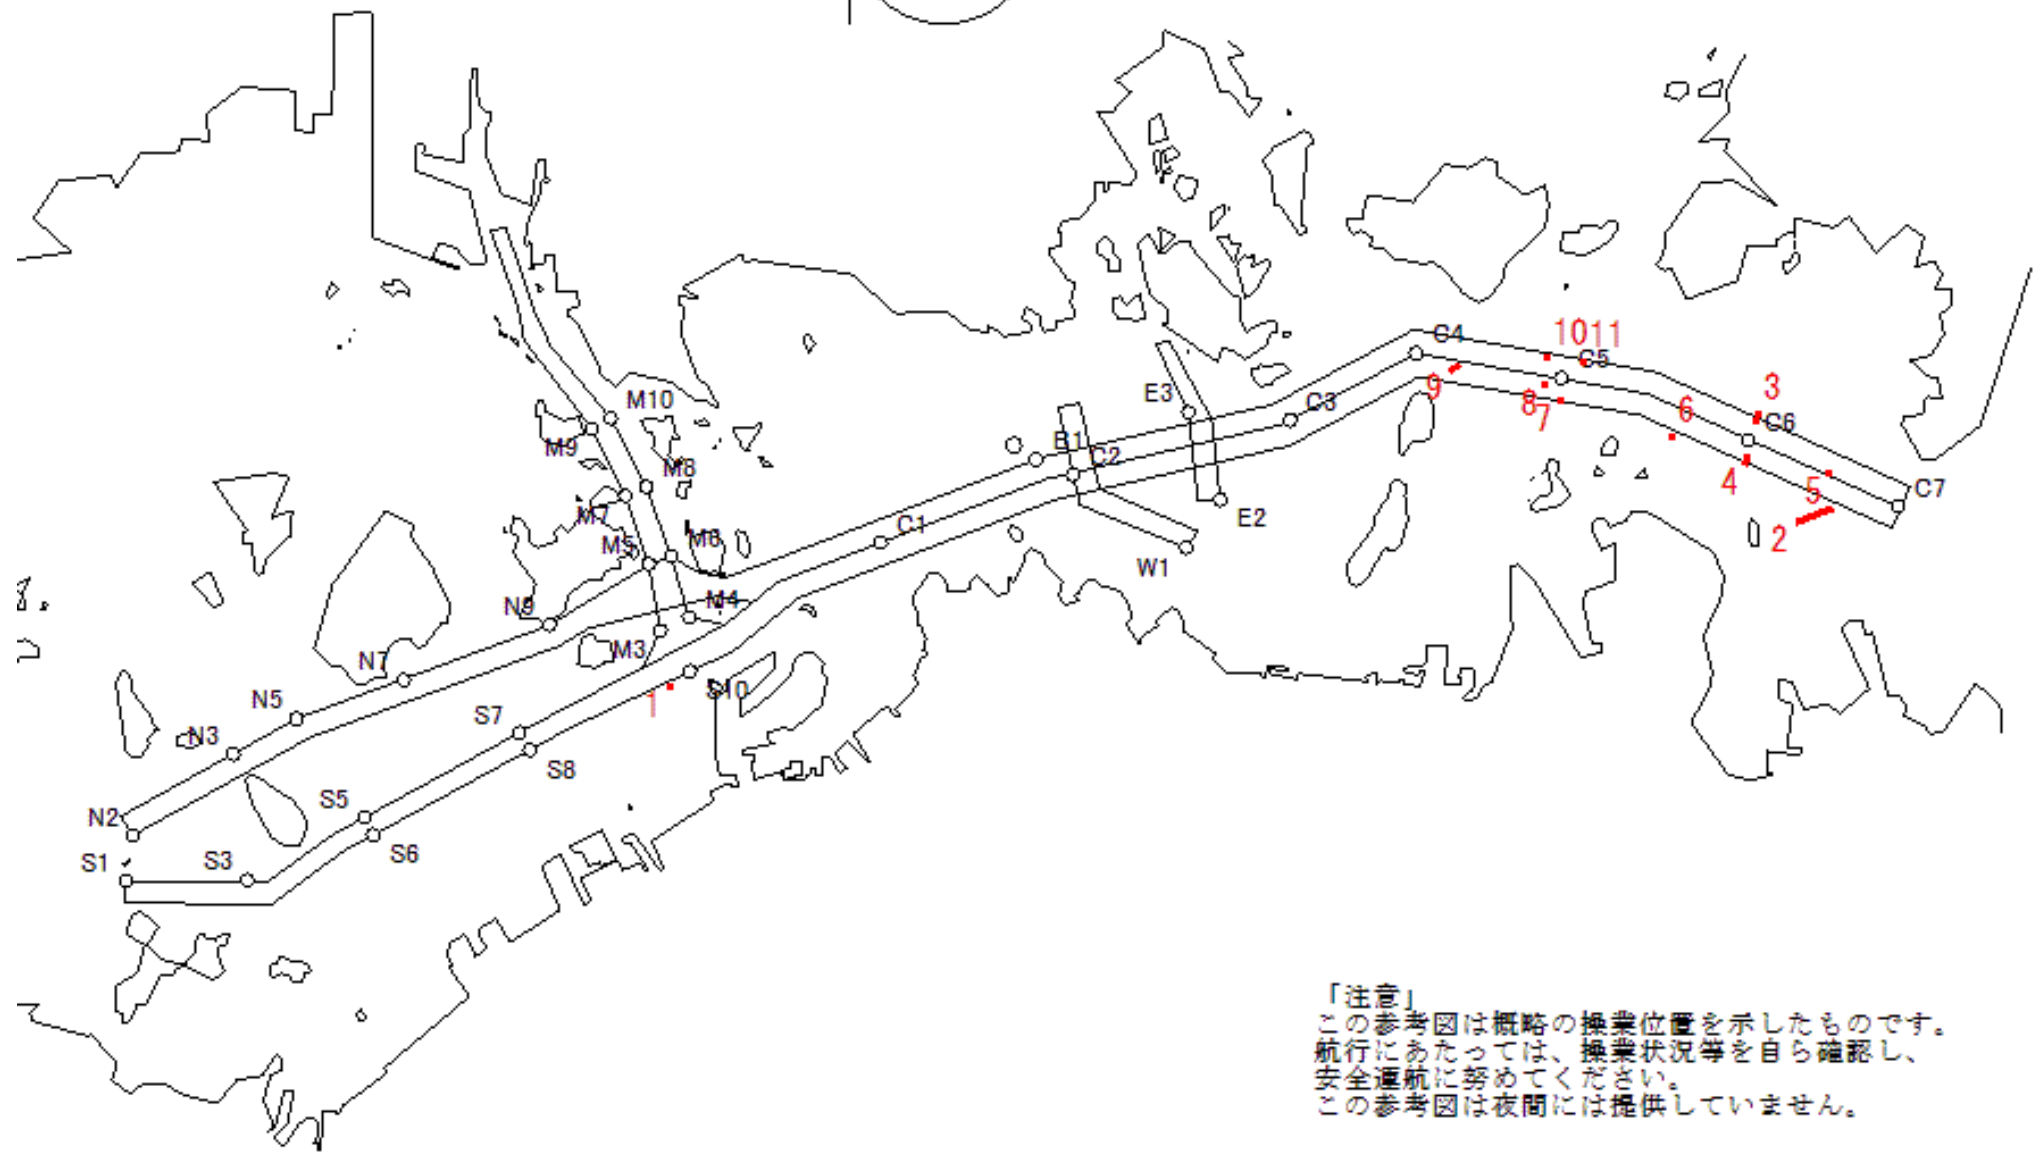 10 11
C4
C5
3
9
8
7
6
C6
M10
E3
C3
M9
B1
C2
M8
4
5
C7
M7
E2
2
C1
M5
M6
W1
N9
M4
N7
M3
1
S10
N5
S7
N3
S8
S5
N2
S6
S1
S3
「注意」
この参考図は概略の操業位置を示したものです。
航行にあたっては、操業状況等を自ら確認し、
安全運航に努めてください。
この参考図は夜間には提供していません。